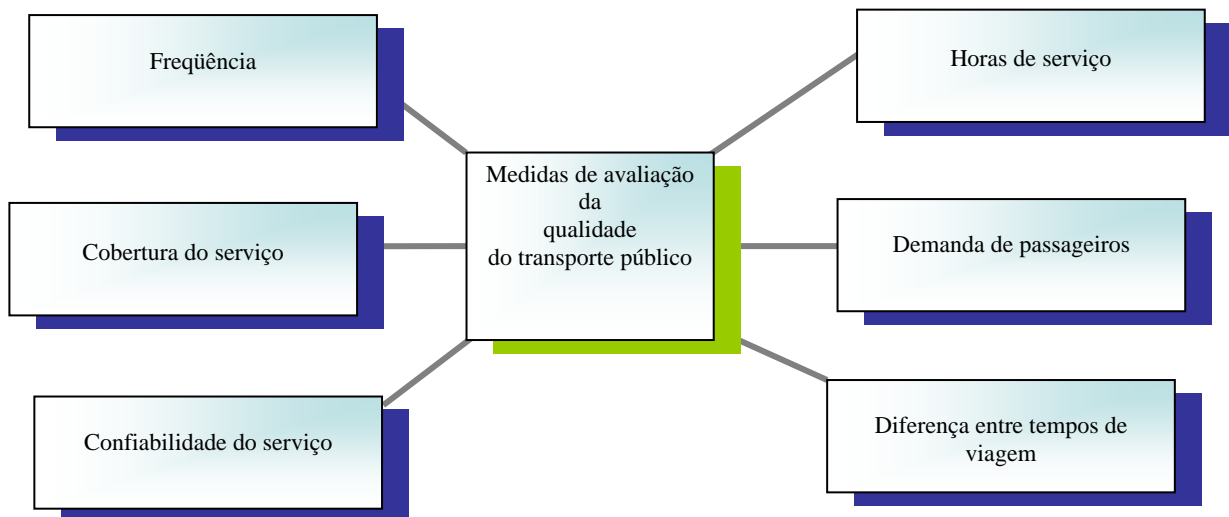 Freqüência
Horas de serviço
Medidas de avaliação
da
qualidade
do transporte público
Cobertura do serviço
Demanda de passageiros
Confiabilidade do serviço
Diferença entre tempos de
viagem